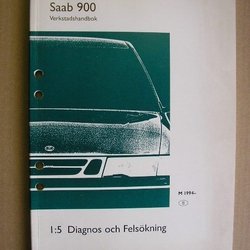 Saab 900
Verkstadshandbok
M 1994-
1:5 Diagnos och Felsökning